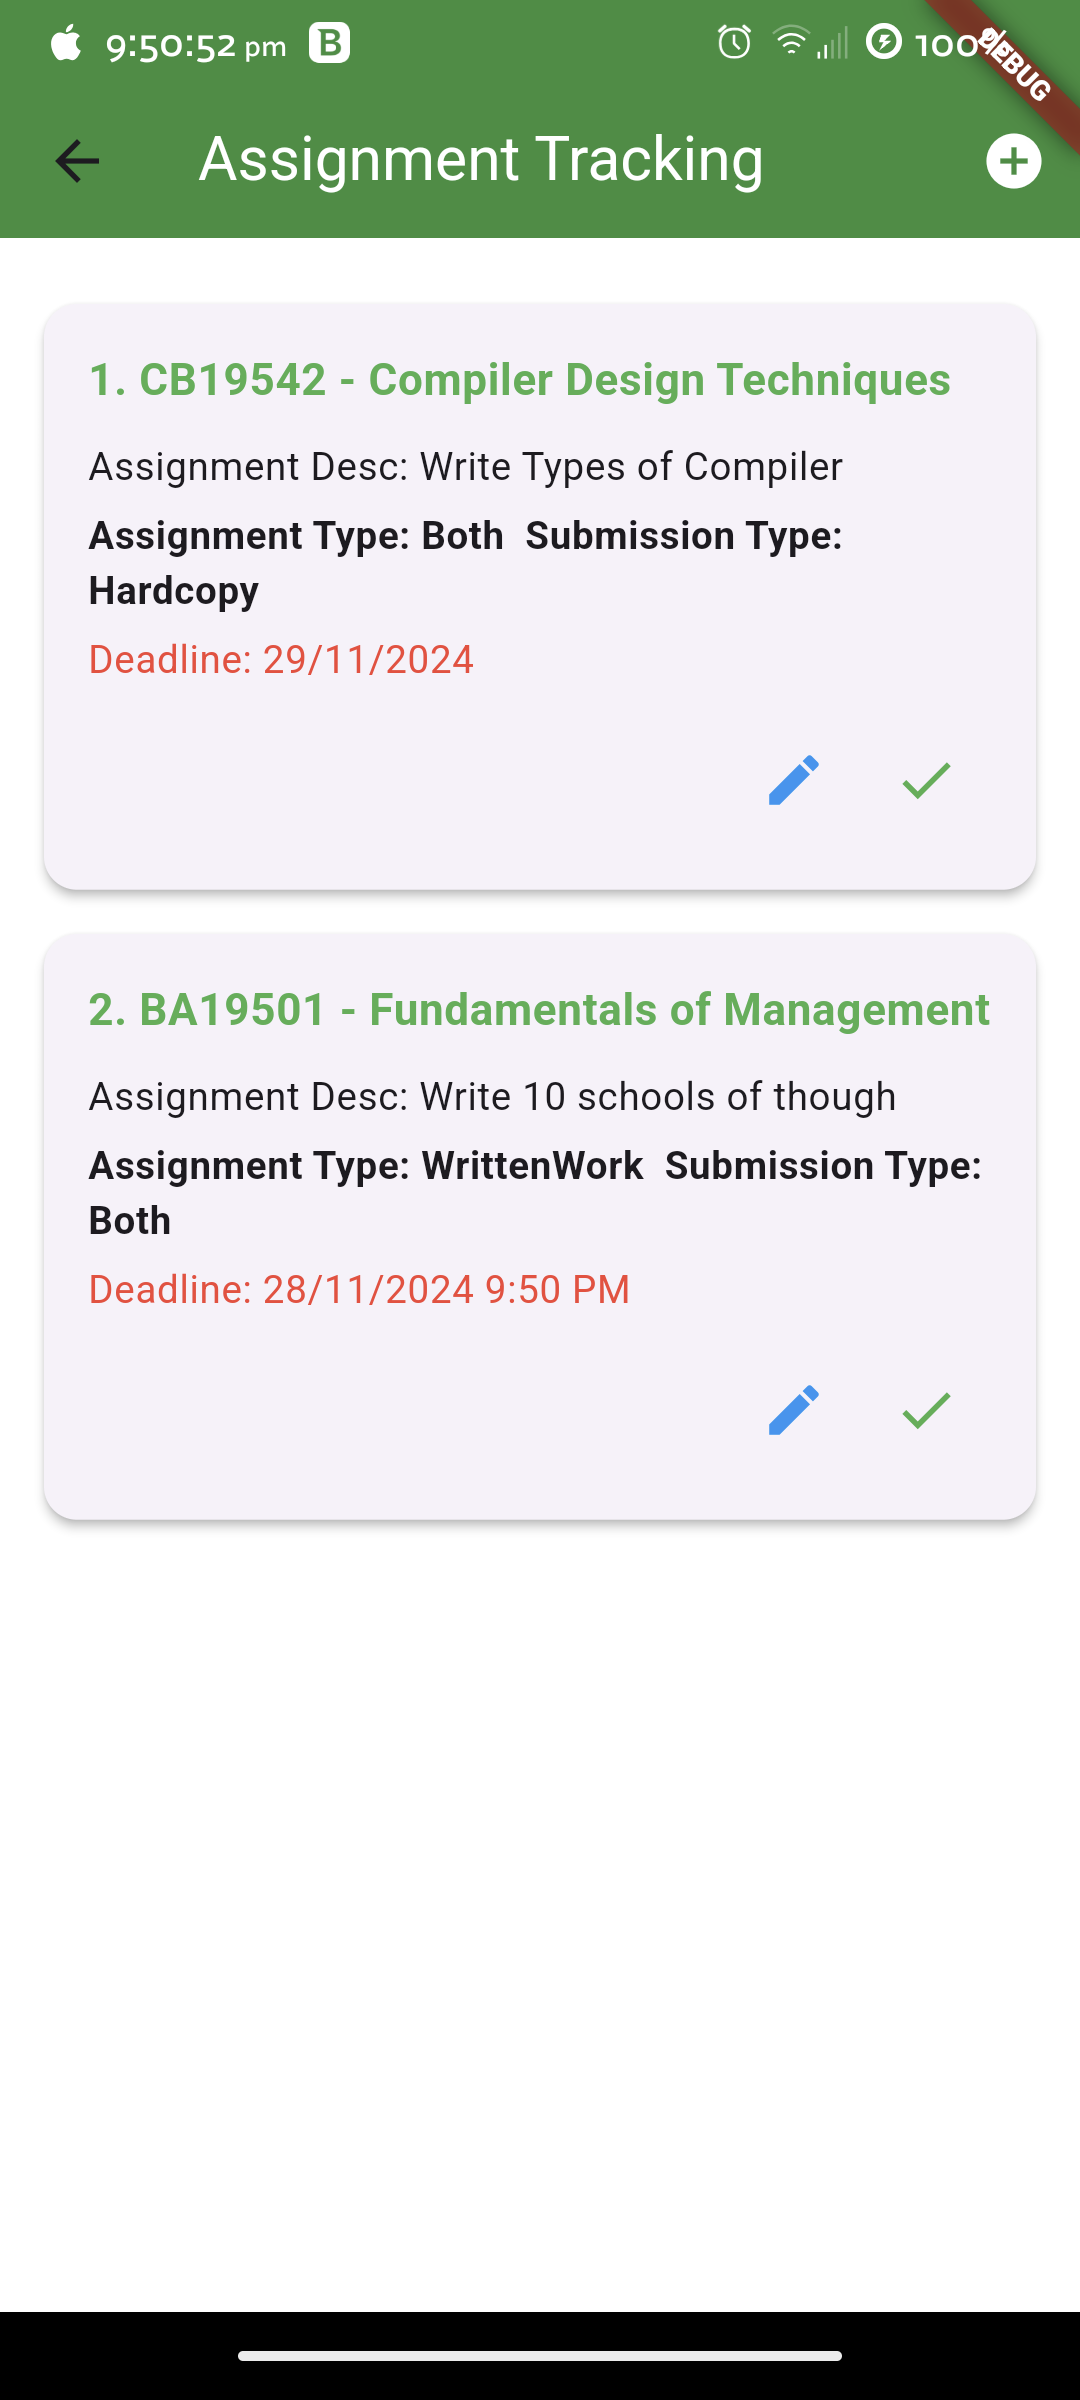 9:50:52 pm B 100%
DEBUG
Assignment Tracking
1. CB19542 - Compiler Design Techniques
Assignment Desc: Write Types of Compiler
Assignment Type: Both  Submission Type:
Hardcopy
Deadline: 29/11/2024
2. BA19501 - Fundamentals of Management
Assignment Desc: Write 10 schools of though
Assignment Type: WrittenWork  Submission Type:
Both
Deadline: 28/11/2024 9:50 PM